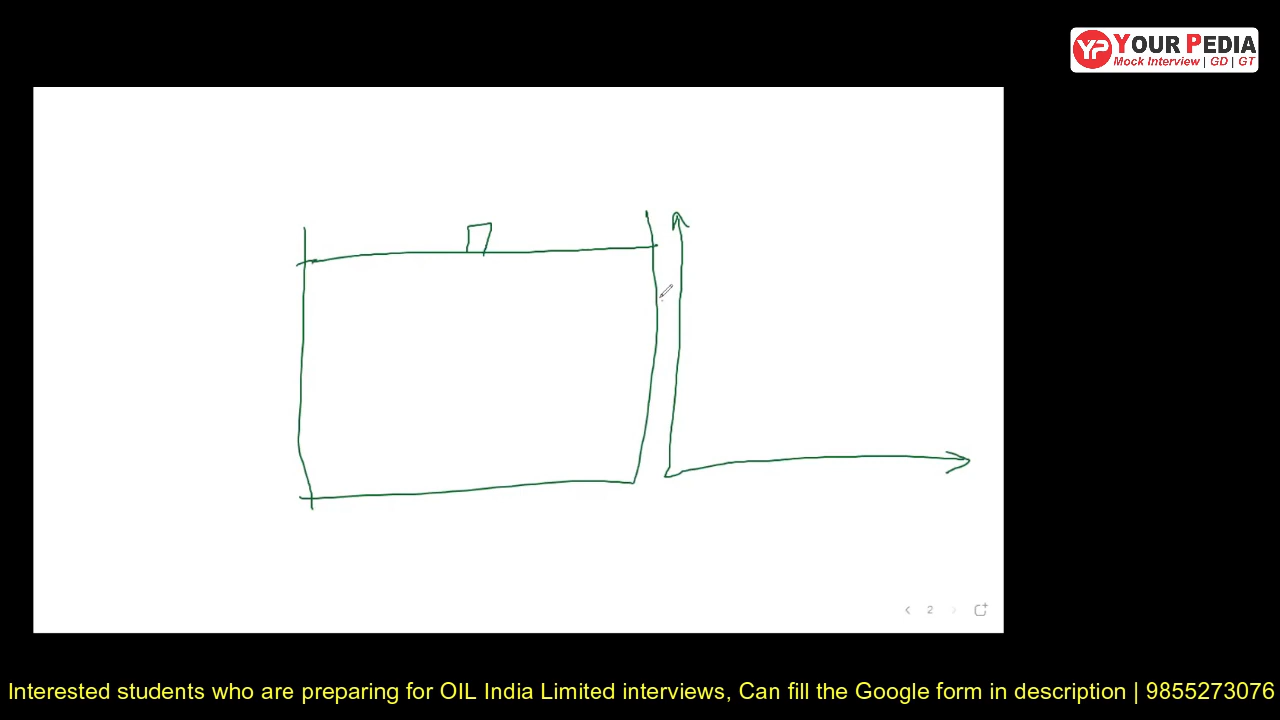 YP YOUR PEDIA
Mock Interview | GD | GT
2
Interested students who are preparing for OIL India Limited interviews, Can fill the Google form in description | 9855273076